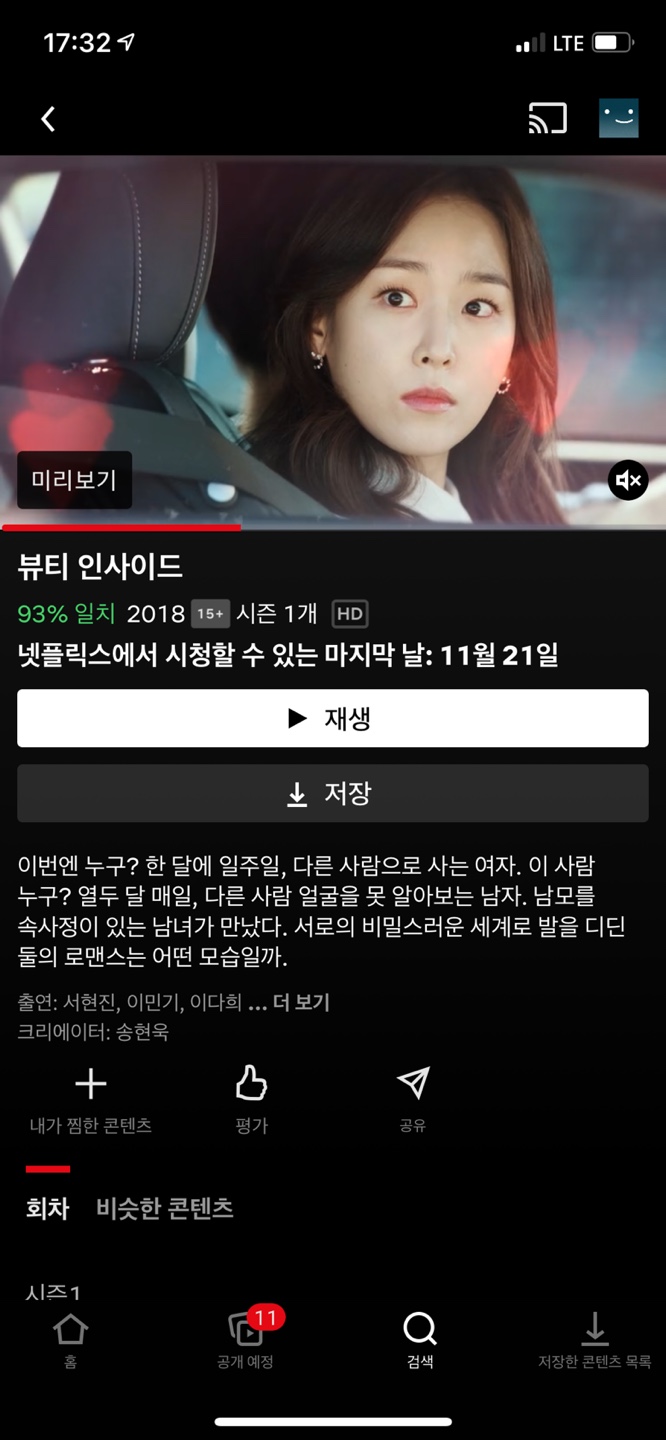 17:32
LTE
미리보기
뷰티 인사이드
93% 일치 2018 15+ 시즌 1개 HD
넷플릭스에서 시청할 수 있는 마지막 날: 11월 21일
재생
저장
이번엔 누구? 한 달에 일주일, 다른 사람으로 사는 여자. 이 사람
누구? 열두 달 매일, 다른 사람 얼굴을 못 알아보는 남자. 남모를
속사정이 있는 남녀가 만났다. 서로의 비밀스러운 세계로 발을 디딘
둘의 로맨스는 어떤 모습일까.
출연: 서현진, 이민기, 이다희 ... 더 보기
크리에이터: 송현욱
내가 찜한 콘텐츠 평가 공유
회차 비슷한 콘텐츠
시즌 1
11
홈 공개 예정 검색 저장한 콘텐츠 목록